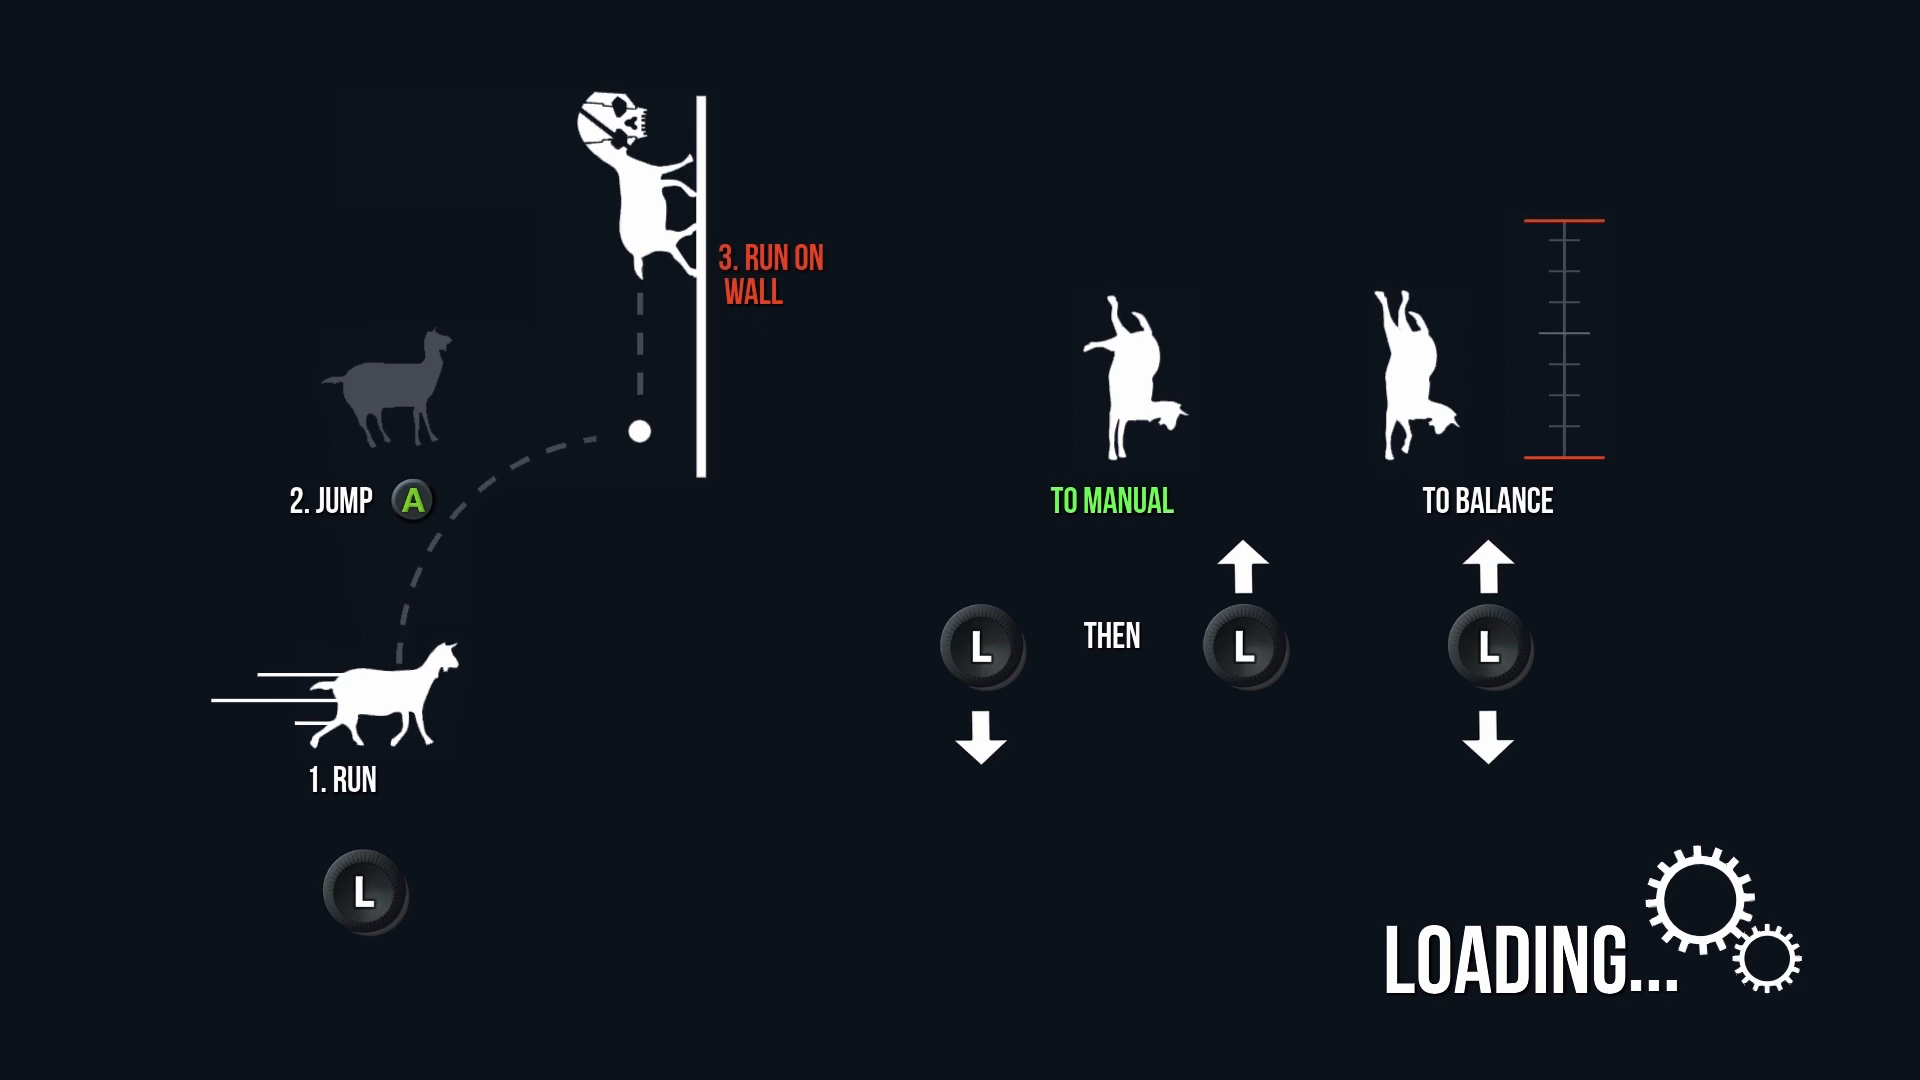 3. RUN ON
WALL
2. JUMP A
1. RUN
L
TO MANUAL
L THEN L
TO BALANCE
L
LOADING...